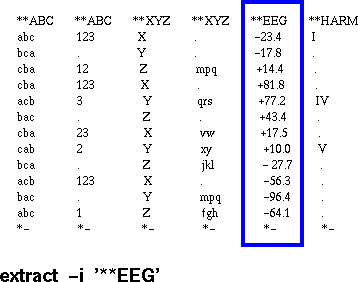 **ABC **ABC **XYZ **XYZ **EEG **HARM
abc 123 X . −23.4 I
bca . Y . −17.8 .
cba 12 Z mpq +14.4 .
cba 123 X . +81.8 .
acb 3 Y qrs +77.2 IV
bac . Z . +43.4 .
cba 23 X vw +17.5 .
cab 2 Y xy +10.0 V
bca . Z jkl − 27.7 .
acb 123 X . −56.3 .
bac . Y mpq −96.4 .
abc 1 Z fgh −64.1 .
*− *− *− *− *− *−
extract −i '**EEG'